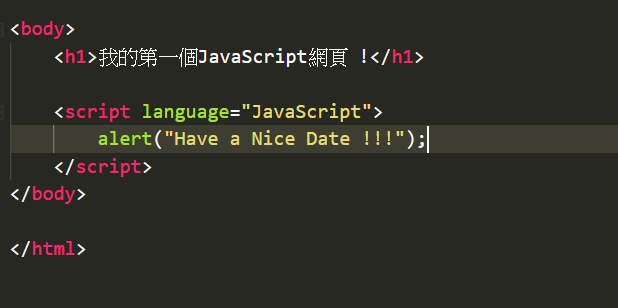 <body>
<h1>我的第一個JavaScript網頁 !</h1>
<script language="JavaScript">
alert("Have a Nice Date !!!");
</script>
</body>
</html>